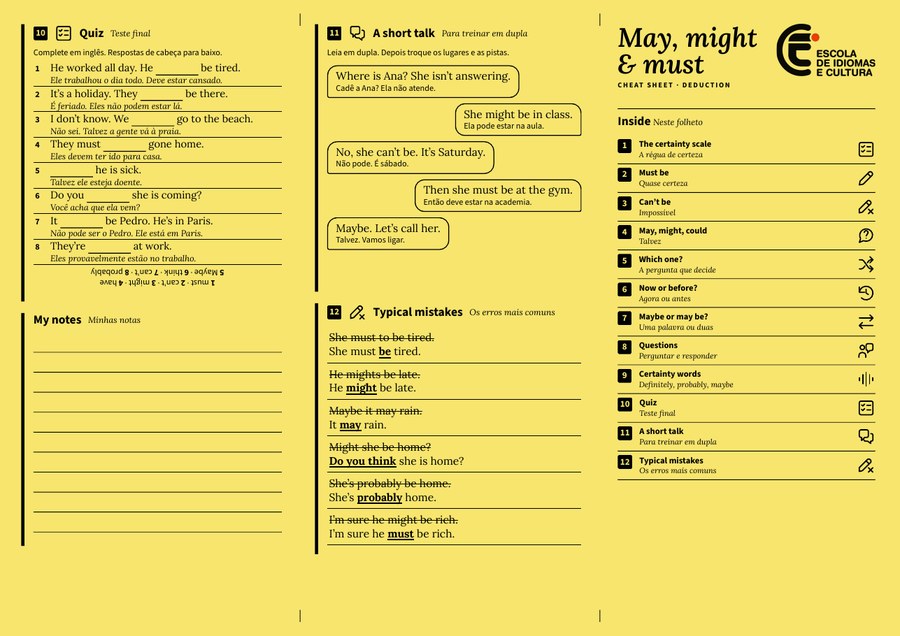 10 Quiz Teste final
Complete em inglês. Respostas de cabeça para baixo.
1 He worked all day. He ________ be tired.
Ele trabalhou o dia todo. Deve estar cansado.
2 It's a holiday. They ________ be there.
É feriado. Eles não podem estar lá.
3 I don't know. We ________ go to the beach.
Não sei. Talvez a gente vá à praia.
4 They must ________ gone home.
Eles devem ter ido para casa.
5 ________ he is sick.
Talvez ele esteja doente.
6 Do you ________ she is coming?
Você acha que ela vem?
7 It ________ be Pedro. He's in Paris.
Não pode ser o Pedro. Ele está em Paris.
8 They're ________ at work.
Eles provavelmente estão no trabalho.
1 must · 2 can't · 3 might · 4 have
5 Maybe · 6 think · 7 can't · 8 probably
My notes Minhas notas
11 A short talk Para treinar em dupla
Leia em dupla. Depois troque os lugares e as pistas.
Where is Ana? She isn't answering.
Cadê a Ana? Ela não atende.
She might be in class.
Ela pode estar na aula.
No, she can't be. It's Saturday.
Não pode. É sábado.
Then she must be at the gym.
Então deve estar na academia.
Maybe. Let's call her.
Talvez. Vamos ligar.
12 Typical mistakes Os erros mais comuns
She must to be tired.
She must be tired.
He mights be late.
He might be late.
Maybe it may rain.
It may rain.
Might she be home?
Do you think she is home?
She's probably be home.
She's probably home.
I'm sure he might be rich.
I'm sure he must be rich.
May, might
& must
CHEAT SHEET · DEDUCTION
ESCOLA
DE IDIOMAS
E CULTURA
Inside Neste folheto
1 The certainty scale
A régua de certeza
2 Must be
Quase certeza
3 Can't be
Impossível
4 May, might, could
Talvez
5 Which one?
A pergunta que decide
6 Now or before?
Agora ou antes
7 Maybe or may be?
Uma palavra ou duas
8 Questions
Perguntar e responder
9 Certainty words
Definitely, probably, maybe
10 Quiz
Teste final
11 A short talk
Para treinar em dupla
12 Typical mistakes
Os erros mais comuns